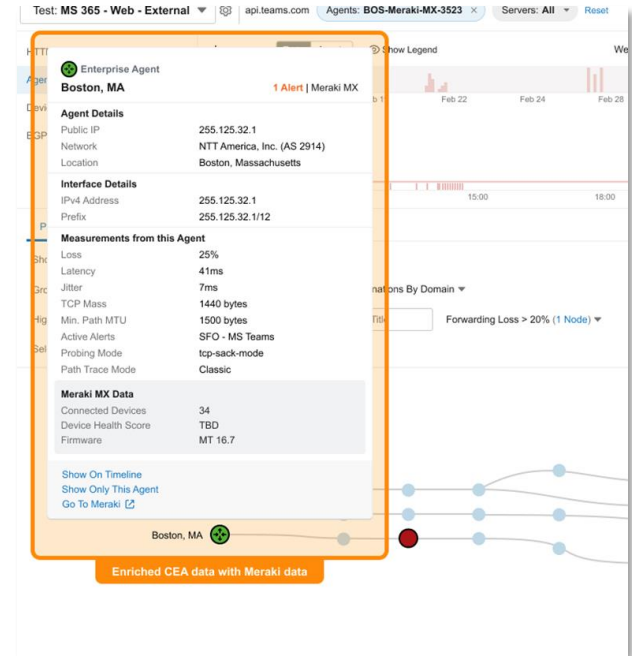 Test: MS 365 - Web - External
api.teams.com
Agents: BOS-Meraki-MX-3523 ×
Servers: All
Reset
Show Legend
We
Enterprise Agent
Boston, MA
1 Alert | Meraki MX
Feb 22
Feb 24
Feb 28
Agent Details
Public IP 255.125.32.1
Network NTT America, Inc. (AS 2914)
Location Boston, Massachusetts
Interface Details
IPv4 Address 255.125.32.1
Prefix 255.125.32.1/12
15:00
18:00
Measurements from this Agent
Loss 25%
Latency 41ms
Jitter 7ms
TCP Mass 1440 bytes
Min. Path MTU 1500 bytes
Active Alerts SFO - MS Teams
Probing Mode tcp-sack-mode
Path Trace Mode Classic
nations By Domain
Forwarding Loss > 20% (1 Node)
Meraki MX Data
Connected Devices 34
Device Health Score TBD
Firmware MT 16.7
Show On Timeline
Show Only This Agent
Go To Meraki
Boston, MA
Enriched CEA data with Meraki data